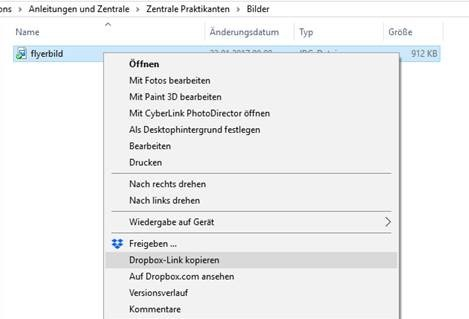 ons › Anleitungen und Zentrale › Zentrale Praktikanten › Bilder
Name Änderungsdatum Typ Größe
flyerbild 912 KB
Öffnen
Mit Fotos bearbeiten
Mit Paint 3D bearbeiten
Mit CyberLink PhotoDirector öffnen
Als Desktophintergrund festlegen
Bearbeiten
Drucken
Nach rechts drehen
Nach links drehen
Wiedergabe auf Gerät
Freigeben ...
Dropbox-Link kopieren
Auf Dropbox.com ansehen
Versionsverlauf
Kommentare